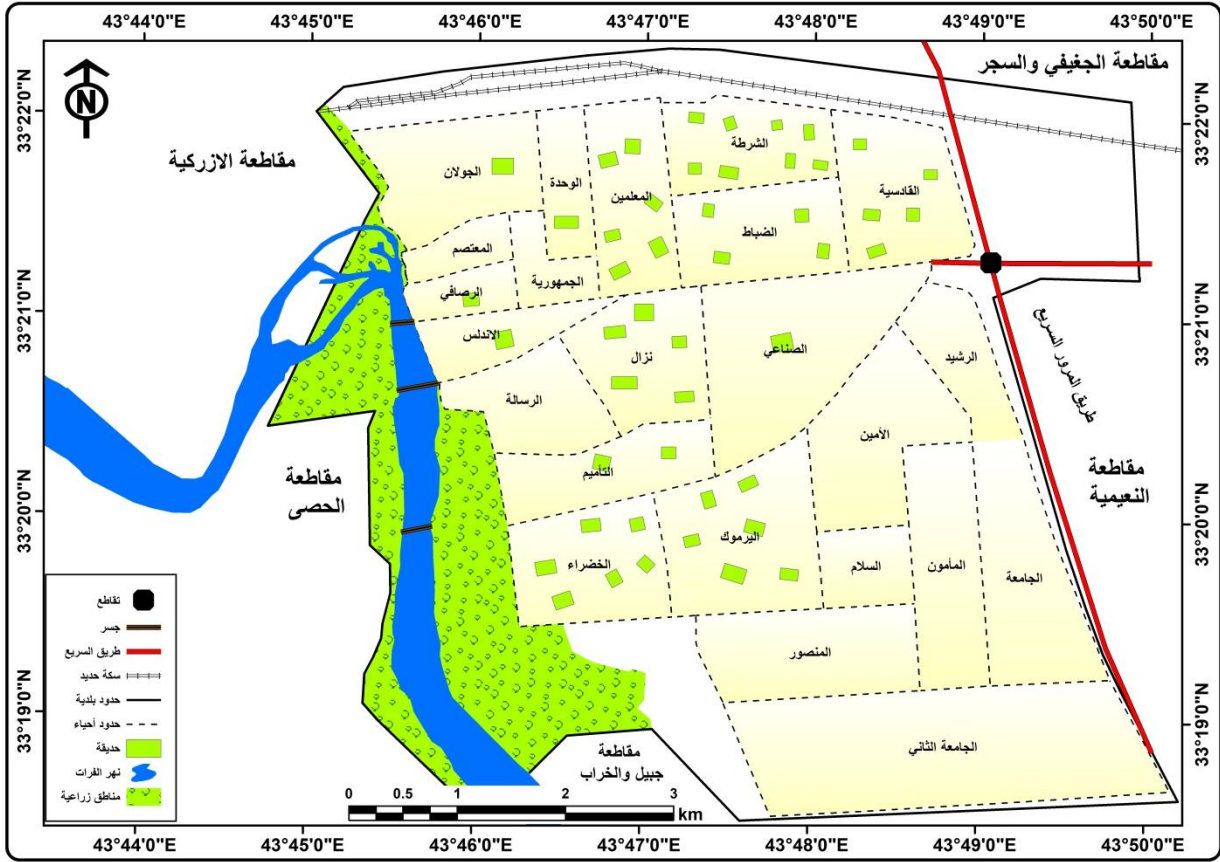 43°44'0"E 43°45'0"E 43°46'0"E 43°47'0"E 43°48'0"E 43°49'0"E 43°50'0"E
مقاطعة الجغيفي والسجر
33°22'0"N
33°22'0"N
N
مقاطعة الازركية
الشرطة
الجولان
الوحدة
المعلمين
القادسية
الضباط
المعتصم
الجمهورية
الرصافي
33°21'0"N
33°21'0"N
الاندلس
نزال
الصناعي
الرشيد
طريق المرور السريع
الرسالة
الأمين
مقاطعة
النعيمية
مقاطعة
الحصى
التأميم
33°20'0"N
33°20'0"N
اليرموك
الخضراء
السلام
المأمون
الجامعة
المنصور
33°19'0"N
33°19'0"N
الجامعة الثاني
مقاطعة
جبيل والخراب
تقاطع
جسر
طريق السريع
سكة حديد
حدود بلدية
حدود أحياء
حديقة
نهر الفرات
مناطق زراعية
0 0.5 1 2 3
km
43°44'0"E 43°45'0"E 43°46'0"E 43°47'0"E 43°48'0"E 43°49'0"E 43°50'0"E